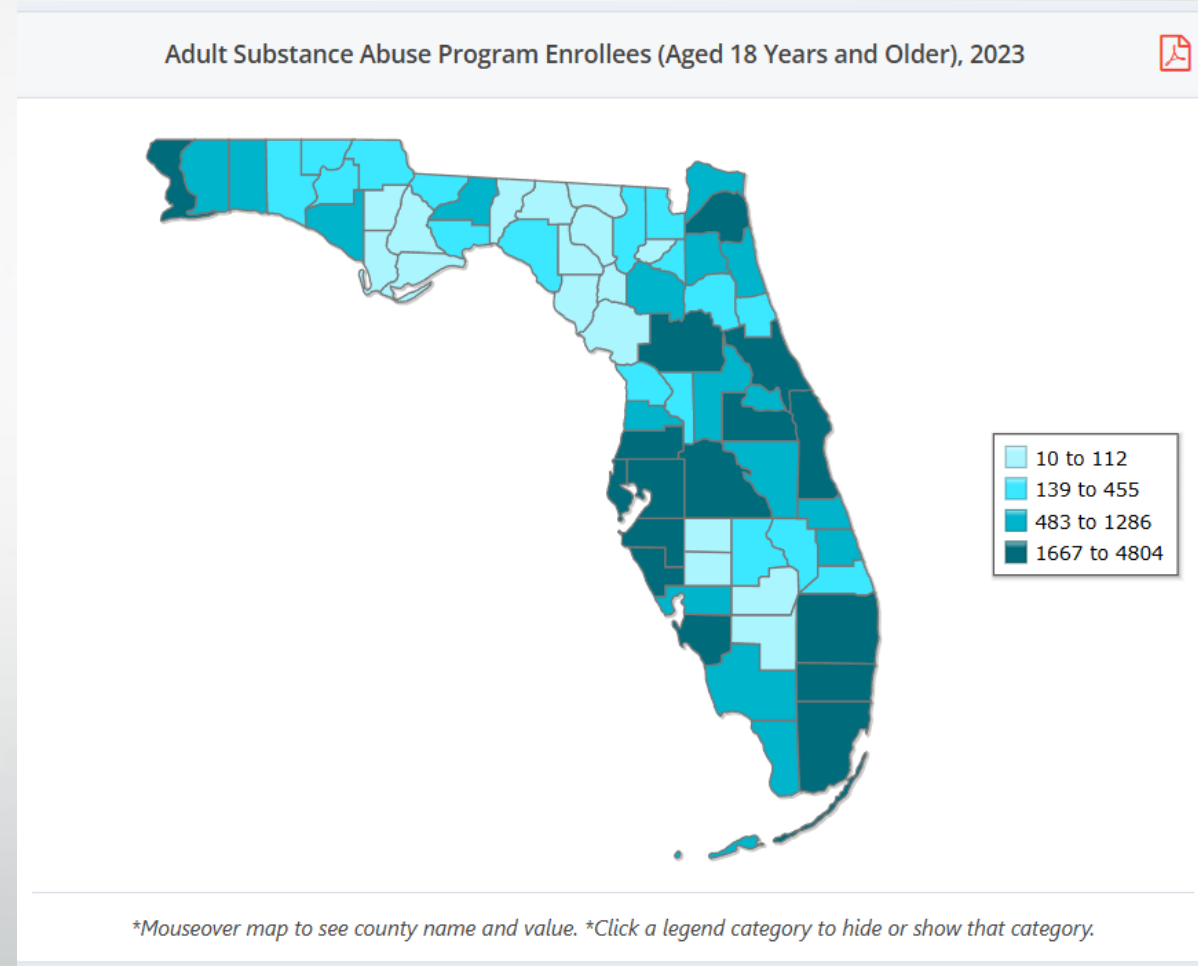 Adult Substance Abuse Program Enrollees (Aged 18 Years and Older), 2023
10 to 112
139 to 455
483 to 1286
1667 to 4804
*Mouseover map to see county name and value. *Click a legend category to hide or show that category.